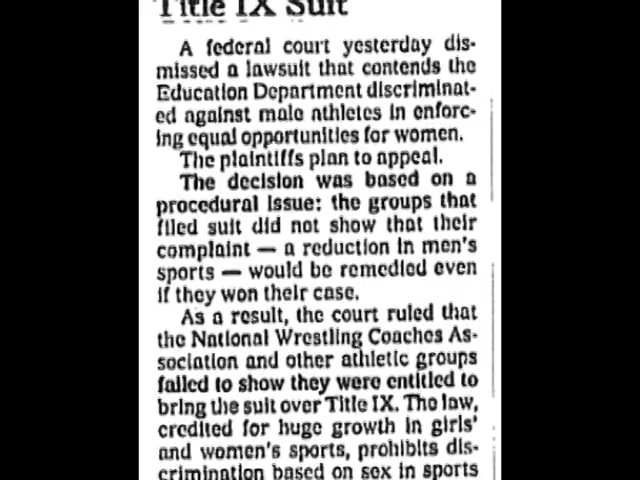 Title IX Suit
A federal court yesterday dis-
missed a lawsuit that contends the
Education Department discriminat-
ed against male athletes in enforc-
ing equal opportunities for women.
The plaintiffs plan to appeal.
The decision was based on a
procedural issue: the groups that
filed suit did not show that their
complaint — a reduction in men's
sports — would be remedied even
if they won their case.
As a result, the court ruled that
the National Wrestling Coaches As-
sociation and other athletic groups
failed to show they were entitled to
bring the suit over Title IX. The law,
credited for huge growth in girls'
and women's sports, prohibits dis-
crimination based on sex in sports